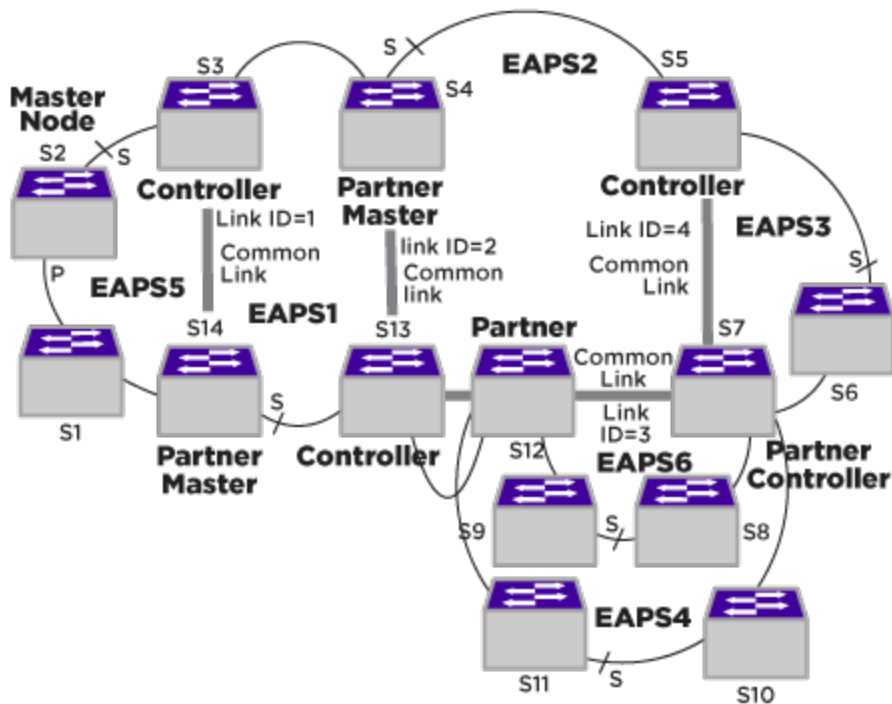 S
EAPS2
S3
S5
S4
Master
Node
S2
S
Controller
Partner
Master
Controller
Link ID=1
Common
Link
link ID=2
Common
link
Link ID=4
Common
Link
EAPS3
S
P
EAPS5
EAPS1
S14
S13
Partner
S7
Common
Link
S6
S1
S
Link
ID=3
Partner
Master
Controller
S12
EAPS6
Partner
Controller
S9
S
S8
EAPS4
S11
S
S10